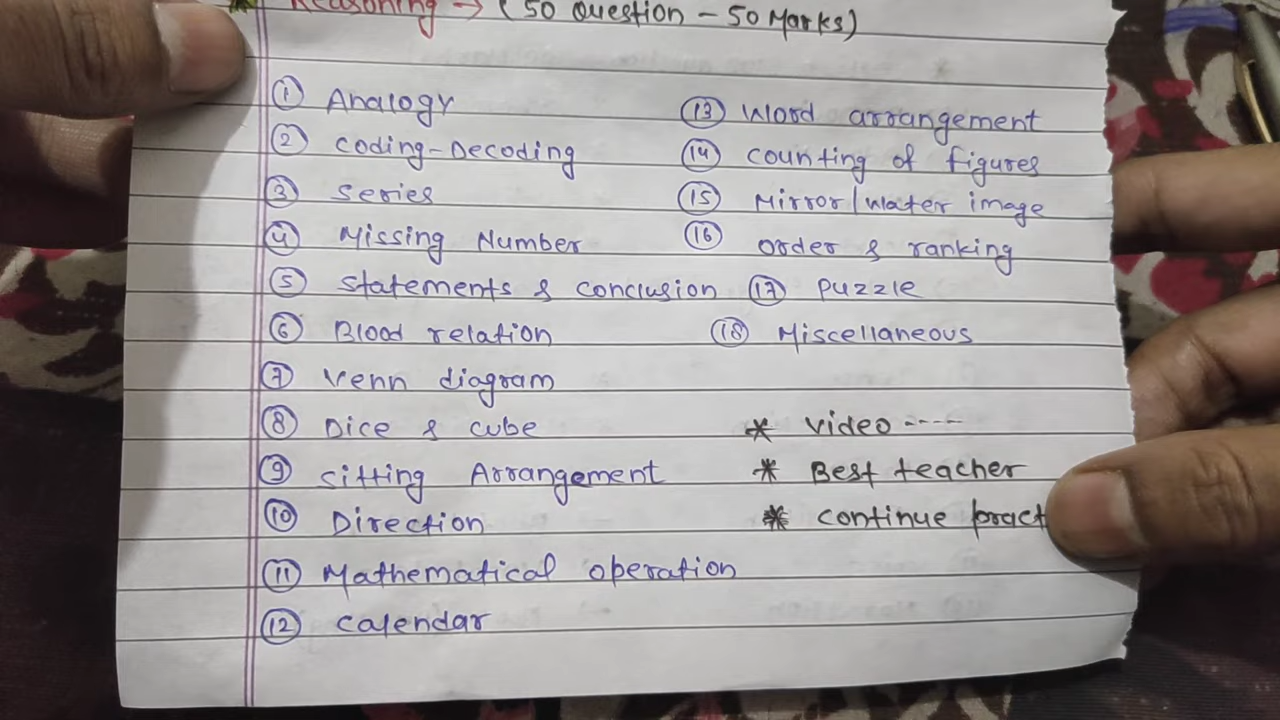 * Reasoning → (50 Question - 50 Marks)
① Analogy
② Coding-Decoding
③ Series
④ Missing Number
⑤ Statements & Conclusion
⑥ Blood relation
⑦ Venn diagram
⑧ Dice & cube
⑨ Sitting Arrangement
⑩ Direction
⑪ Mathematical operation
⑫ Calendar
⑬ Word arrangement
⑭ Counting of figures
⑮ Mirror/Water image
⑯ Order & ranking
⑰ Puzzle
⑱ Miscellaneous
* Video ----
* Best teacher
* Continue pract